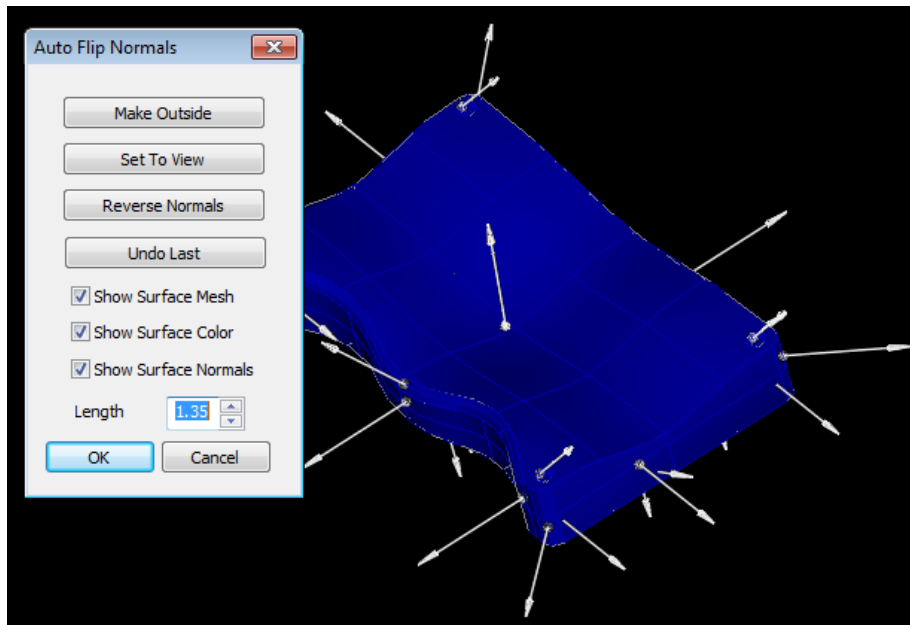 Auto Flip Normals
Make Outside
Set To View
Reverse Normals
Undo Last
Show Surface Mesh
Show Surface Color
Show Surface Normals
Length 1.35
OK Cancel